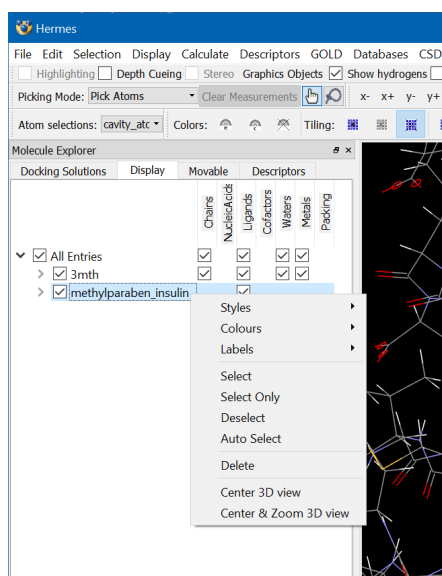 Hermes
File Edit Selection Display Calculate Descriptors GOLD Databases CSD
Highlighting Depth Cueing Stereo Graphics Objects Show hydrogens
Picking Mode: Pick Atoms Clear Measurements x- x+ y- y+
Atom selections: cavity_atc Colors: Tiling:
Molecule Explorer
Docking Solutions Display Movable Descriptors
Chains NucleicAcids Ligands Cofactors Waters Metals Packing
All Entries
3mth
methylparaben_insulin
Styles
Colours
Labels
Select
Select Only
Deselect
Auto Select
Delete
Center 3D view
Center & Zoom 3D view